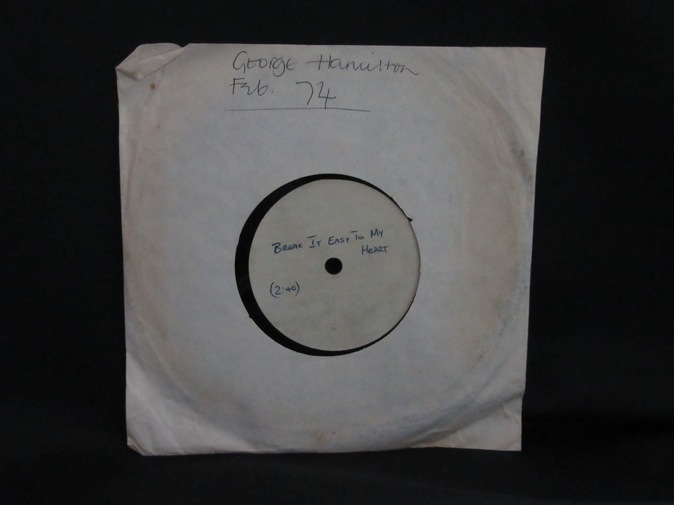 George Hamilton
Feb. 74
Break It Easy To My
Heart
(2:40)